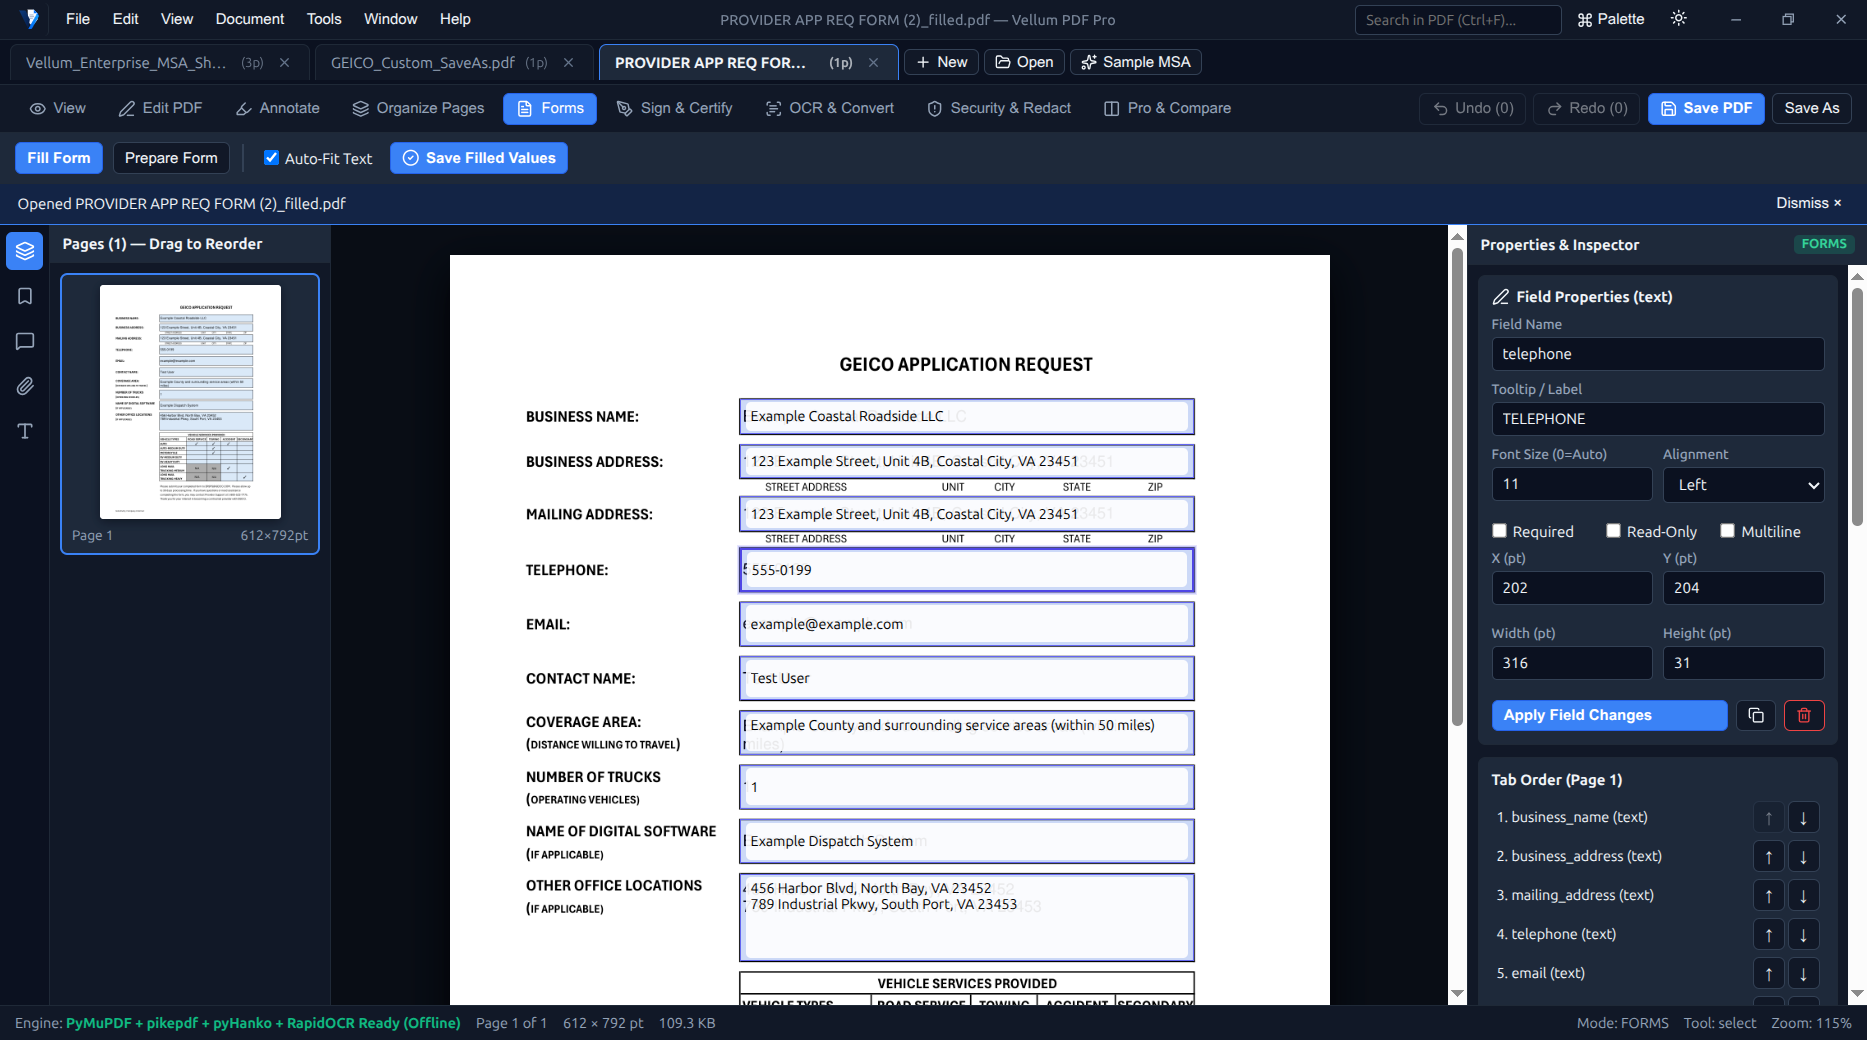 File Edit View Document Tools Window Help
PROVIDER APP REQ FORM (2)_filled.pdf — Vellum PDF Pro
Search in PDF (Ctrl+F)...
⌘ Palette
Vellum_Enterprise_MSA_Sh... (3p) ×
GEICO_Custom_SaveAs.pdf (1p) ×
PROVIDER APP REQ FOR... (1p) ×
+ New
Open
Sample MSA
View
Edit PDF
Annotate
Organize Pages
Forms
Sign & Certify
OCR & Convert
Security & Redact
Pro & Compare
Undo (0)
Redo (0)
Save PDF
Save As
Fill Form
Prepare Form
Auto-Fit Text
Save Filled Values
Opened PROVIDER APP REQ FORM (2)_filled.pdf
Dismiss ×
Pages (1) — Drag to Reorder
Page 1 612×792pt
GEICO APPLICATION REQUEST
BUSINESS NAME: Example Coastal Roadside LLC
BUSINESS ADDRESS: 123 Example Street, Unit 4B, Coastal City, VA 23451
STREET ADDRESS UNIT CITY STATE ZIP
MAILING ADDRESS: 123 Example Street, Unit 4B, Coastal City, VA 23451
STREET ADDRESS UNIT CITY STATE ZIP
TELEPHONE: 555-0199
EMAIL: example@example.com
CONTACT NAME: Test User
COVERAGE AREA: Example County and surrounding service areas (within 50 miles)
(DISTANCE WILLING TO TRAVEL)
NUMBER OF TRUCKS 1
(OPERATING VEHICLES)
NAME OF DIGITAL SOFTWARE Example Dispatch System
(IF APPLICABLE)
OTHER OFFICE LOCATIONS 456 Harbor Blvd, North Bay, VA 23452
(IF APPLICABLE) 789 Industrial Pkwy, South Port, VA 23453
VEHICLE SERVICES PROVIDED
VEHICLE TYPES ROAD SERVICE TOWING ACCIDENT SECONDARY
Properties & Inspector FORMS
Field Properties (text)
Field Name
telephone
Tooltip / Label
TELEPHONE
Font Size (0=Auto) Alignment
11 Left
Required Read-Only Multiline
X (pt) Y (pt)
202 204
Width (pt) Height (pt)
316 31
Apply Field Changes
Tab Order (Page 1)
1. business_name (text) ↑ ↓
2. business_address (text) ↑ ↓
3. mailing_address (text) ↑ ↓
4. telephone (text) ↑ ↓
5. email (text) ↑ ↓
Engine: PyMuPDF + pikepdf + pyHanko + RapidOCR Ready (Offline) Page 1 of 1 612 × 792 pt 109.3 KB
Mode: FORMS Tool: select Zoom: 115%